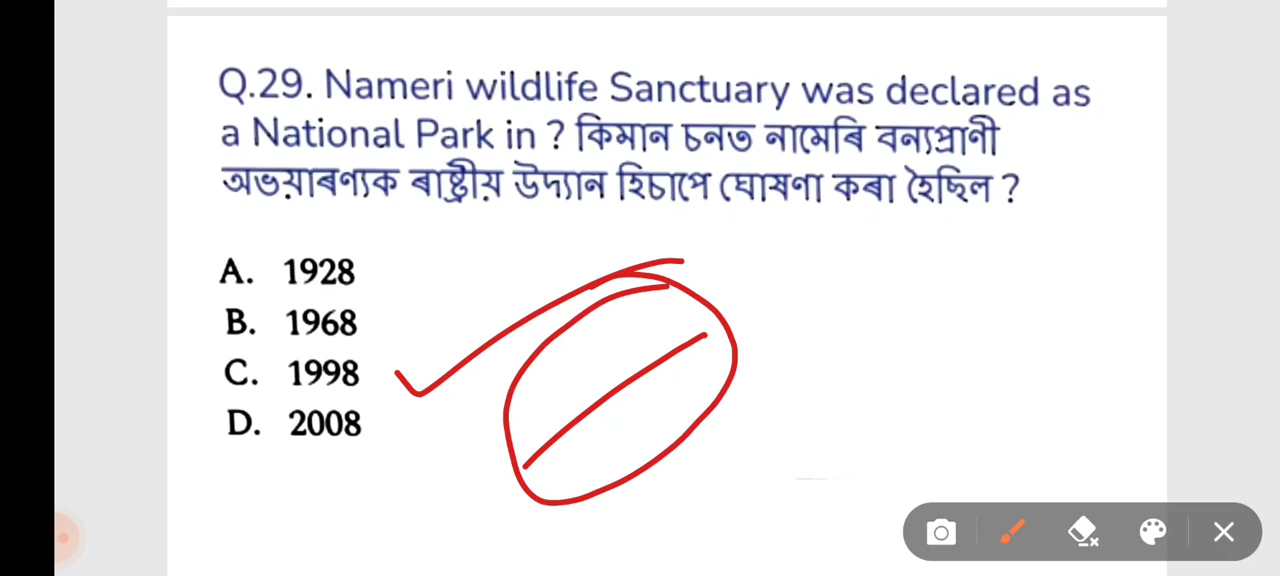 Q.29. Nameri wildlife Sanctuary was declared as
a National Park in ? কিমান চনত নামেৰি বন্যপ্ৰাণী
অভয়াৰণ্যক ৰাষ্ট্ৰীয় উদ্যান হিচাপে ঘোষণা কৰা হৈছিল ?
A. 1928
B. 1968
C. 1998
D. 2008